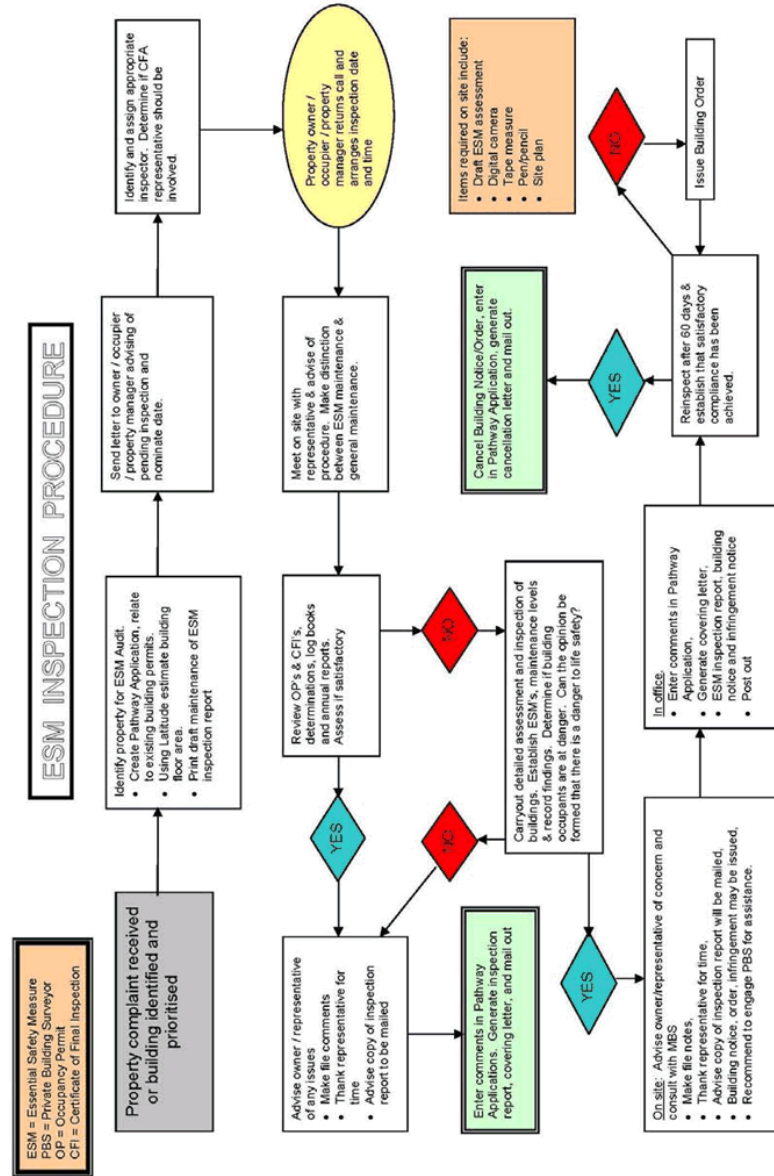 ESM INSPECTION PROCEDURE
ESM = Essential Safety Measure
PBS = Private Building Surveyor
OP = Occupancy Permit
CFI = Certificate of Final Inspection
Property complaint received
or building identified and
prioritised
Identify property for ESM Audit.
• Create Pathway Application, relate
to existing building permits.
• Using Latitude estimate building
floor area.
• Print draft maintenance of ESM
inspection report
Send letter to owner / occupier
/ property manager advising of
pending inspection and
nominate date.
Identify and assign appropriate
inspector. Determine if CFA
representative should be
involved.
Property owner /
occupier / property
manager returns call and
arranges inspection date
and time
Meet on site with
representative & advise of
procedure. Make distinction
between ESM maintenance &
general maintenance.
Review OP's & CFI's,
determinations, log books
and annual reports.
Assess if satisfactory
YES
NO
Advise owner / representative
of any issues
• Make file comments
• Thank representative for
time
• Advise copy of inspection
report to be mailed
Enter comments in Pathway
Applications. Generate inspection
report, covering letter, and mail out
Carryout detailed assessment and inspection of
buildings. Establish ESM's, maintenance levels
& record findings. Determine if building
occupants are at danger. Can the opinion be
formed that there is a danger to life safety?
NO
YES
On site: Advise owner/representative of concern and
consult with MBS
• Make file notes,
• Thank representative for time,
• Advise copy of inspection report will be mailed,
• Building notice, order, infringement may be issued,
• Recommend to engage PBS for assistance.
In office.
• Enter comments in Pathway
Application,
• Generate covering letter,
• ESM inspection report, building
notice and infringement notice
• Post out
Reinspect after 60 days &
establish that satisfactory
compliance has been
achieved.
YES
NO
Cancel Building Notice/Order, enter
in Pathway Application, generate
cancellation letter and mail out.
Issue Building Order
Items required on site include:
• Draft ESM assessment
• Digital camera
• Tape measure
• Pen/pencil
• Site plan